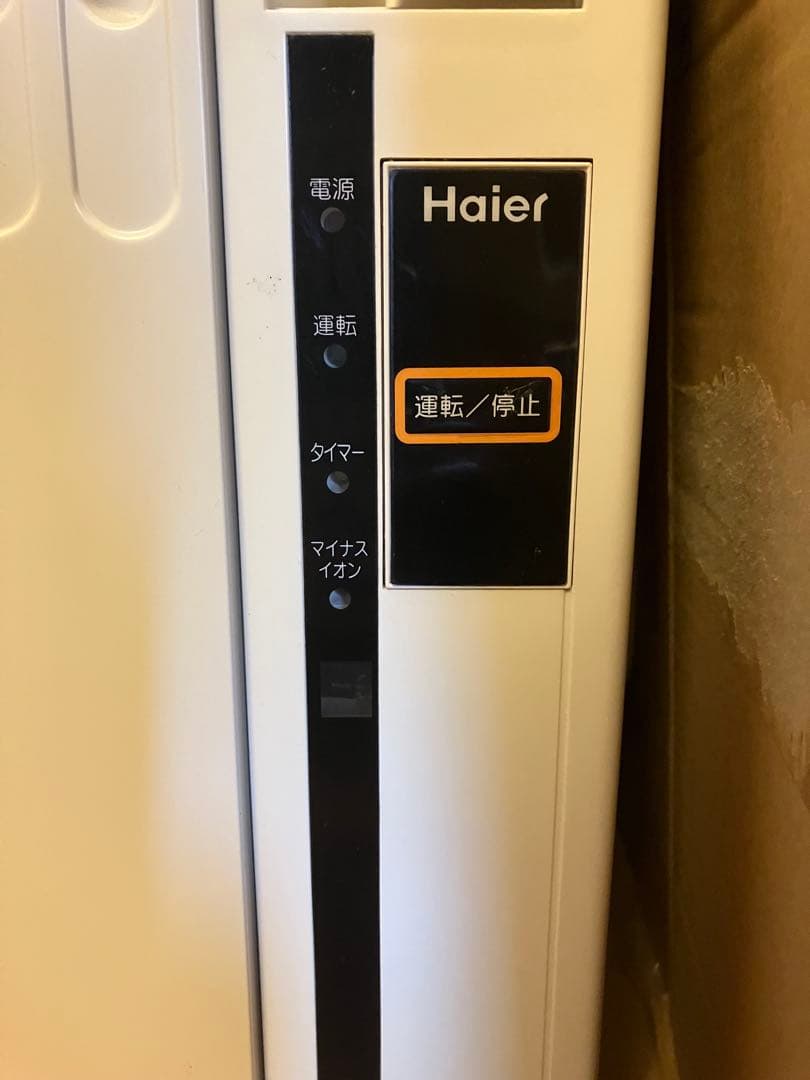 電源
Haier
運転
運転／停止
タイマー
マイナス
イオン